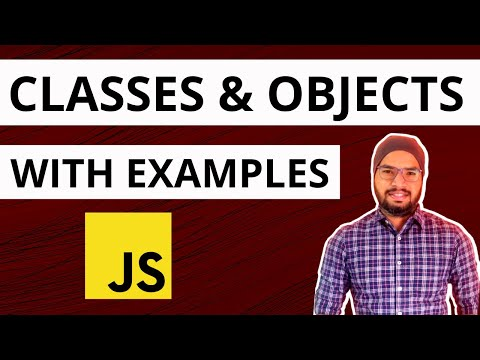 CLASSES & OBJECTS
WITH EXAMPLES
JS